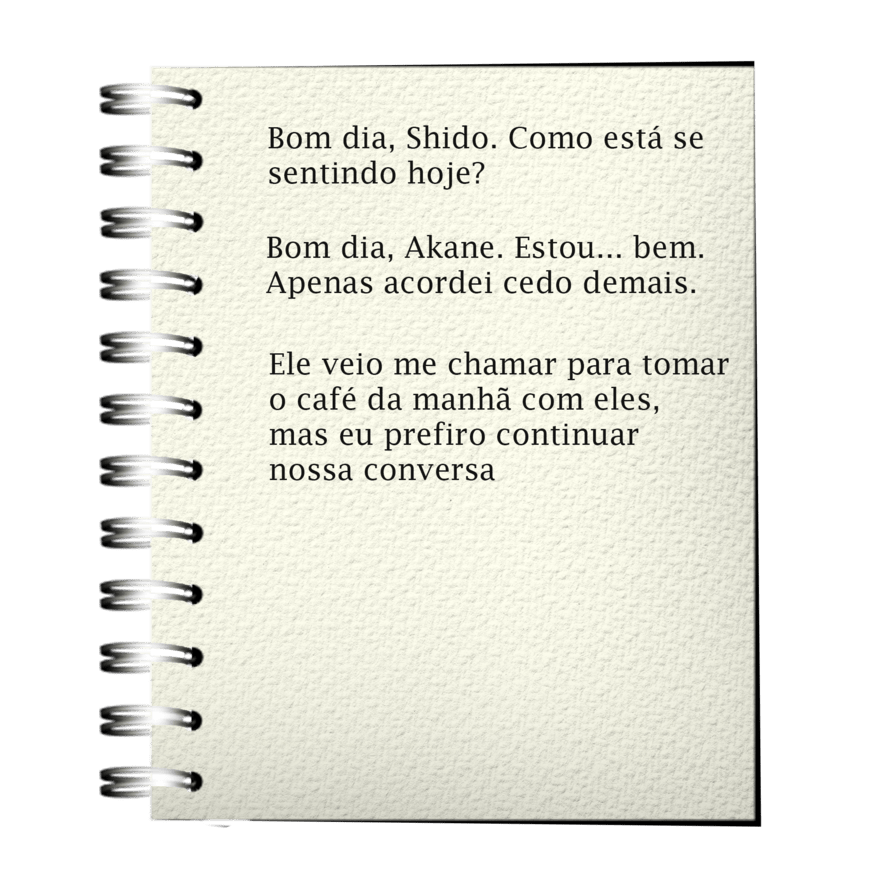 Bom dia, Shido. Como está se
sentindo hoje?
Bom dia, Akane. Estou... bem.
Apenas acordei cedo demais.
Ele veio me chamar para tomar
o café da manhã com eles,
mas eu prefiro continuar
nossa conversa